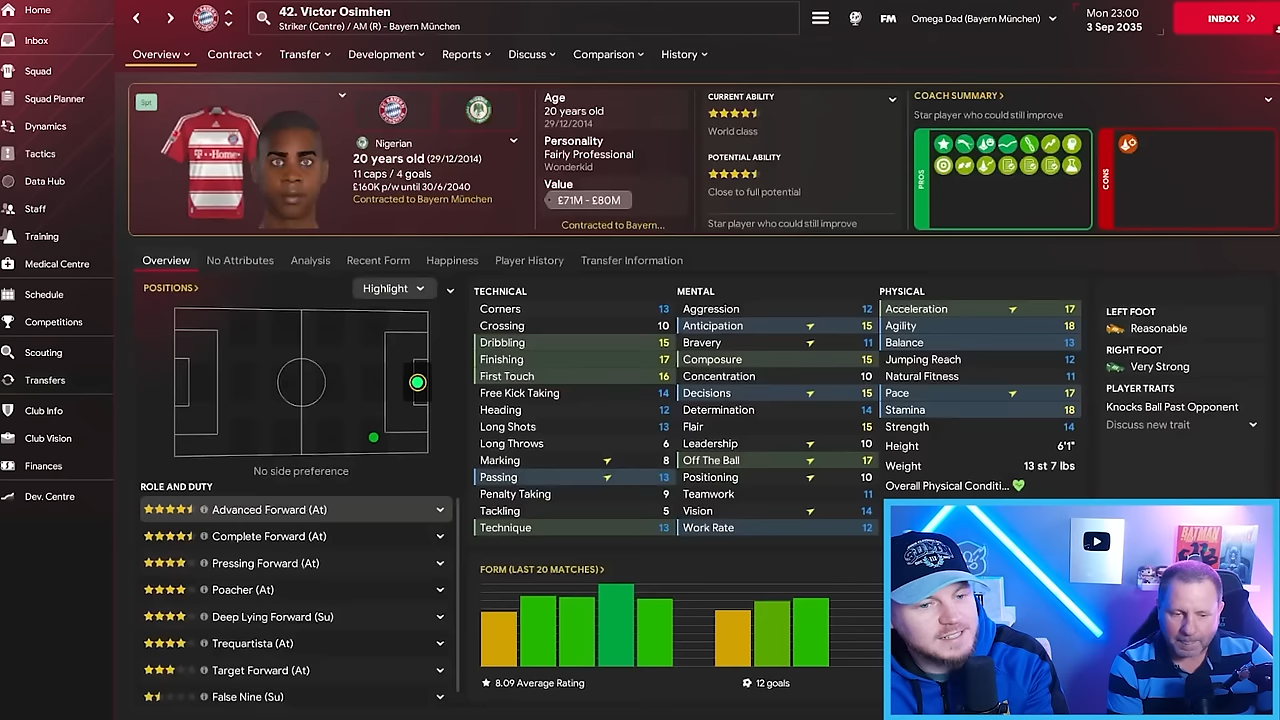 Home
Inbox
Squad
Squad Planner
Dynamics
Tactics
Data Hub
Staff
Training
Medical Centre
Schedule
Competitions
Scouting
Transfers
Club Info
Club Vision
Finances
Dev. Centre
42. Victor Osimhen
Striker (Centre) / AM (R) - Bayern München
FM
Omega Dad (Bayern München)
Mon 23:00
3 Sep 2035
INBOX
Overview
Contract
Transfer
Development
Reports
Discuss
Comparison
History
Spt
T··Home·
Nigerian
20 years old (29/12/2014)
11 caps / 4 goals
£160K p/w until 30/6/2040
Contracted to Bayern München
Age
20 years old
29/12/2014
Personality
Fairly Professional
Wonderkid
Value
£71M - £80M
Contracted to Bayern...
CURRENT ABILITY
World class
POTENTIAL ABILITY
Close to full potential
Star player who could still improve
COACH SUMMARY >
Star player who could still improve
PROS
CONS
Overview
No Attributes
Analysis
Recent Form
Happiness
Player History
Transfer Information
POSITIONS >
Highlight
No side preference
ROLE AND DUTY
Advanced Forward (At)
Complete Forward (At)
Pressing Forward (At)
Poacher (At)
Deep Lying Forward (Su)
Trequartista (At)
Target Forward (At)
False Nine (Su)
TECHNICAL
Corners 13
Crossing 10
Dribbling 15
Finishing 17
First Touch 16
Free Kick Taking 14
Heading 12
Long Shots 13
Long Throws 6
Marking 8
Passing 13
Penalty Taking 9
Tackling 5
Technique 13
MENTAL
Aggression 12
Anticipation 15
Bravery 11
Composure 15
Concentration 10
Decisions 15
Determination 14
Flair 15
Leadership 10
Off The Ball 17
Positioning 10
Teamwork 11
Vision 14
Work Rate 12
PHYSICAL
Acceleration 17
Agility 18
Balance 13
Jumping Reach 12
Natural Fitness 11
Pace 17
Stamina 18
Strength 14
Height 6'1"
Weight 13 st 7 lbs
Overall Physical Conditi...
LEFT FOOT
Reasonable
RIGHT FOOT
Very Strong
PLAYER TRAITS
Knocks Ball Past Opponent
Discuss new trait
FORM (LAST 20 MATCHES) >
8.09 Average Rating
12 goals
BATMAN